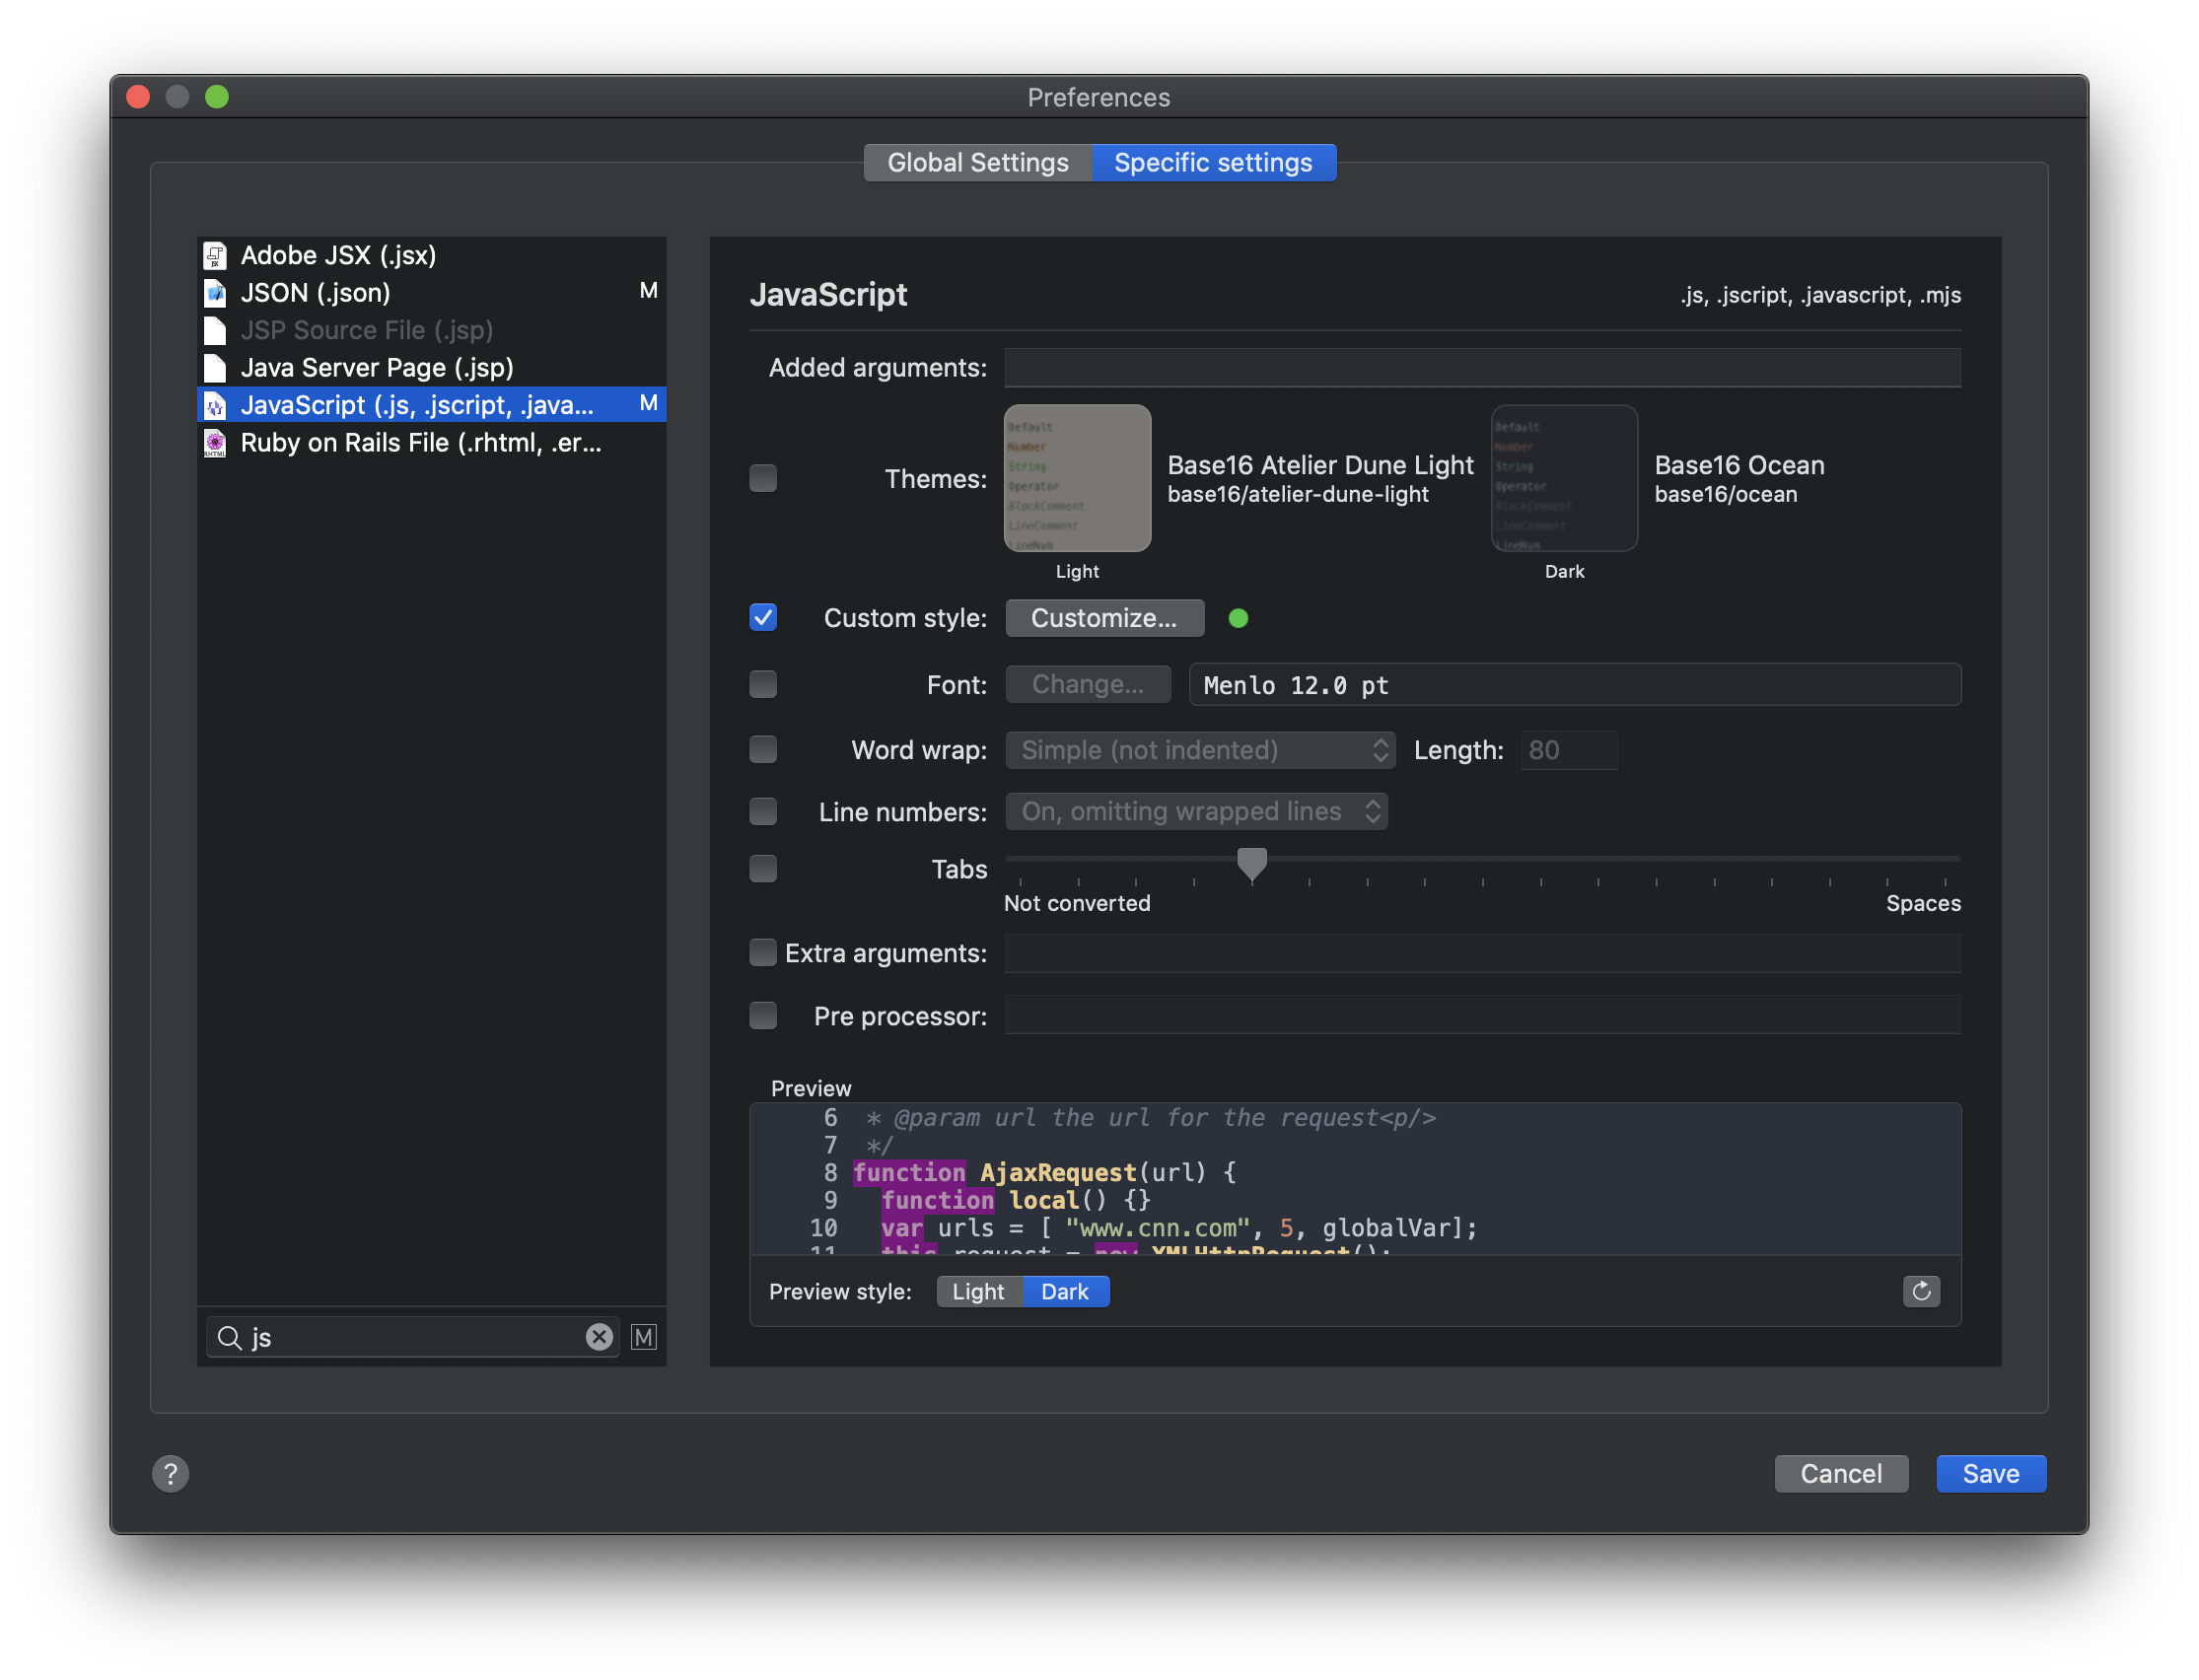 Preferences
Global Settings
Specific settings
Adobe JSX (.jsx)
JSON (.json) M
JSP Source File (.jsp)
Java Server Page (.jsp)
JavaScript (.js, .jscript, .java... M
Ruby on Rails File (.rhtml, .er...
js
M
JavaScript
.js, .jscript, .javascript, .mjs
Added arguments:
Themes:
Default
Number
String
Operator
BlockComment
LineComment
LineNum
Light
Base16 Atelier Dune Light
base16/atelier-dune-light
Default
Number
String
Operator
BlockComment
LineComment
LineNum
Dark
Base16 Ocean
base16/ocean
Custom style: Customize...
Font: Change... Menlo 12.0 pt
Word wrap: Simple (not indented) Length: 80
Line numbers: On, omitting wrapped lines
Tabs
Not converted Spaces
Extra arguments:
Pre processor:
Preview
6 * @param url the url for the request<p/>
7 */
8 function AjaxRequest(url) {
9 function local() {}
10 var urls = [ "www.cnn.com", 5, globalVar];
11 this.request = new XMLHttpRequest();
Preview style: Light Dark
?
Cancel
Save